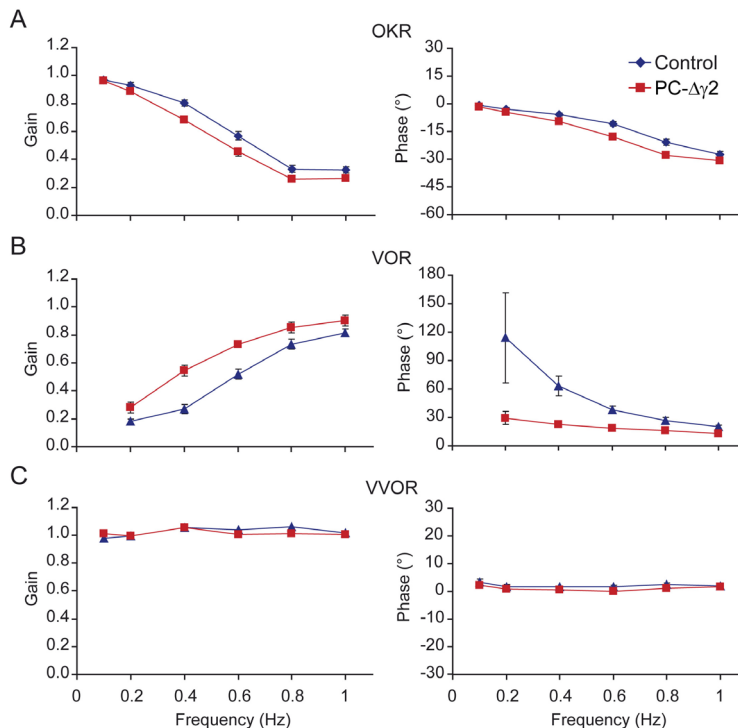 A
OKR
Gain
1.2
1.0
0.8
0.6
0.4
0.2
0.0
Phase (°)
30
15
0
-15
-30
-45
-60
Control
PC-Δγ2
B
VOR
Gain
1.2
1.0
0.8
0.6
0.4
0.2
0.0
Phase (°)
180
150
120
90
60
30
0
C
VVOR
Gain
1.2
1.0
0.8
0.6
0.4
0.2
0.0
0 0.2 0.4 0.6 0.8 1
Frequency (Hz)
Phase (°)
30
20
10
0
-10
-20
-30
0 0.2 0.4 0.6 0.8 1
Frequency (Hz)